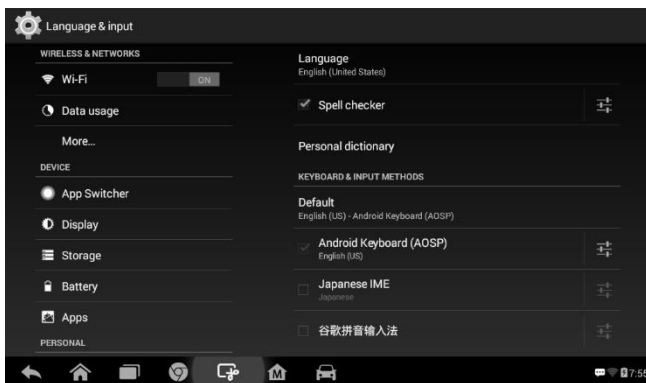 Language & input
WIRELESS & NETWORKS
Wi-Fi
ON
Data usage
More...
DEVICE
App Switcher
Display
Storage
Battery
Apps
PERSONAL
Language
English (United States)
Spell checker
Personal dictionary
KEYBOARD & INPUT METHODS
Default
English (US) - Android Keyboard (AOSP)
Android Keyboard (AOSP)
English (US)
Japanese IME
Japanese
谷歌拼音输入法
M
7:55